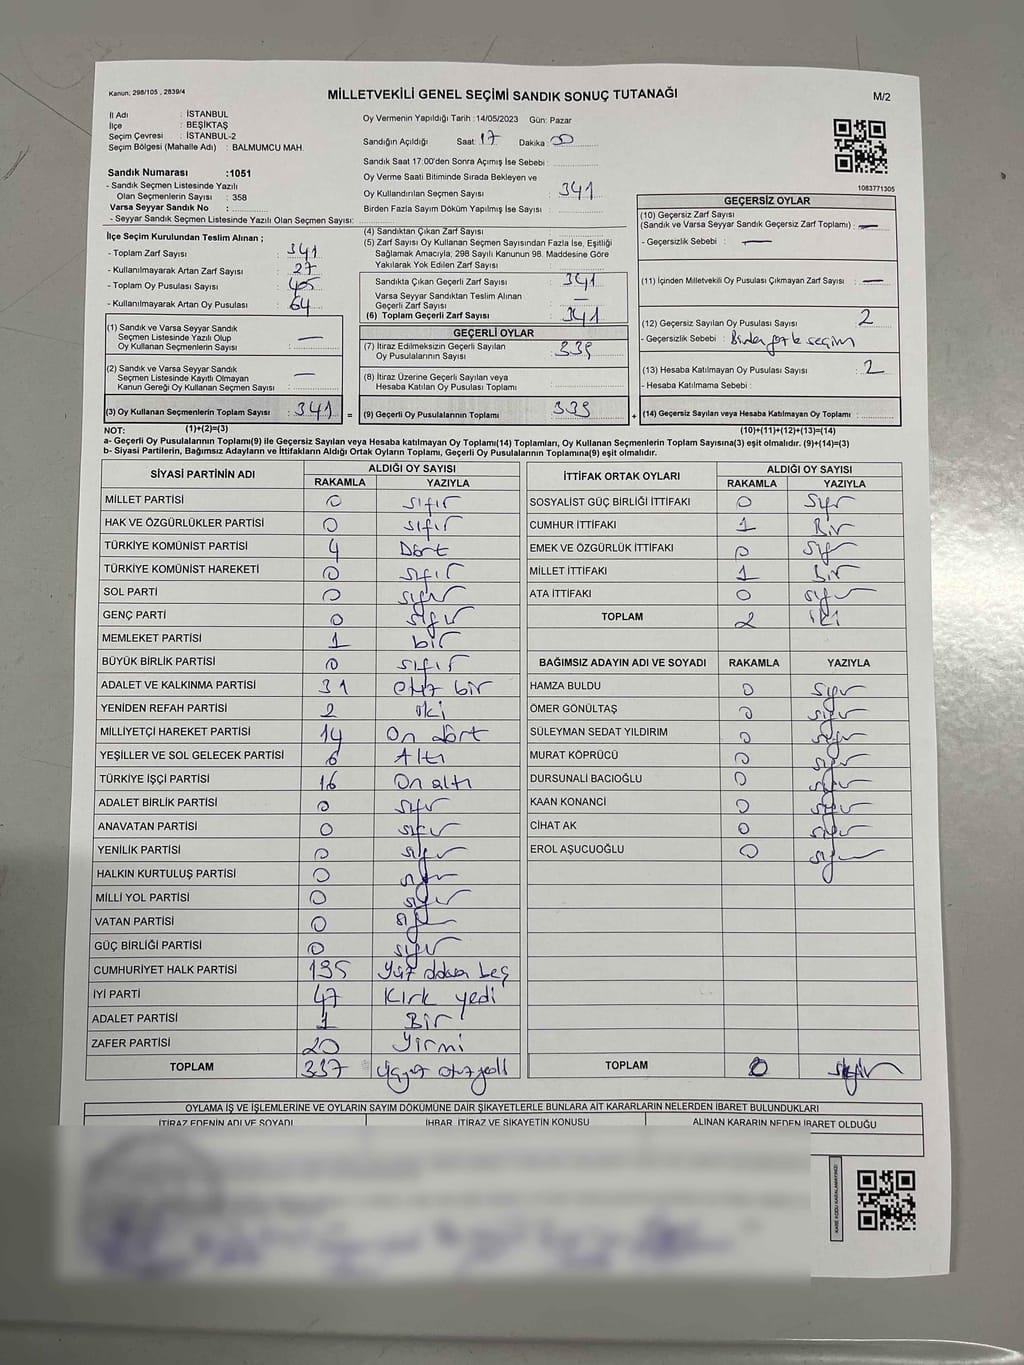 Kanun: 298/105 , 2839/4
MİLLETVEKİLİ GENEL SEÇİMİ SANDIK SONUÇ TUTANAĞI
M/2
İl Adı : İSTANBUL
İlçe : BEŞİKTAŞ
Seçim Çevresi : İSTANBUL-2
Seçim Bölgesi (Mahalle Adı) : BALMUMCU MAH.
Sandık Numarası :1051
- Sandık Seçmen Listesinde Yazılı
Olan Seçmenlerin Sayısı : 358
Varsa Seyyar Sandık No :
- Seyyar Sandık Seçmen Listesinde Yazılı Olan Seçmen Sayısı:
Oy Vermenin Yapıldığı Tarih :14/05/2023 Gün: Pazar
Sandığın Açıldığı Saat: 17 Dakika: 00
Sandık Saat 17:00'den Sonra Açımış İse Sebebi :
Oy Verme Saati Bitiminde Sırada Bekleyen ve
Oy Kullandırılan Seçmen Sayısı : 341
Birden Fazla Sayım Döküm Yapılmış İse Sayısı :
1083771305
İlçe Seçim Kurulundan Teslim Alınan ;
- Toplam Zarf Sayısı : 341
- Kullanılmayarak Artan Zarf Sayısı : 27
- Toplam Oy Pusulası : 405
- Kullanılmayarak Artan Oy Pusulası : 64
(1) Sandık ve Varsa Seyyar Sandık
Seçmen Listesinde Yazılı Olup
Oy Kullanan Seçmenlerin Sayısı : —
(2) Sandık ve Varsa Seyyar Sandık
Seçmen Listesinde Kayıtlı Olmayan
Kanun Gereği Oy Kullanan Seçmen Sayısı : —
(3) Oy Kullanan Seçmenlerin Toplam Sayısı : 341 =
(4) Sandıktan Çıkan Zarf Sayısı :
(5) Zarf Sayısı Oy Kullanan Seçmen Sayısından Fazla İse, Eşitliği
Sağlamak Amacıyla; 298 Sayılı Kanunun 98. Maddesine Göre
Yakılarak Yok Edilen Zarf Sayısı :
Sandıkta Çıkan Geçerli Zarf Sayısı : 341
Varsa Seyyar Sandıktan Teslim Alınan
Geçerli Zarf Sayısı : —
(6) Toplam Geçerli Zarf Sayısı : 341
GEÇERLİ OYLAR
(7) İtiraz Edilmeksizin Geçerli Sayılan
Oy Pusulalarının Sayısı : 339
(8) İtiraz Üzerine Geçerli Sayılan veya
Hesaba Katılan Oy Pusulası Toplamı :
(9) Geçerli Oy Pusulalarının Toplamı : 339 +
GEÇERSİZ OYLAR
(10) Geçersiz Zarf Sayısı
(Sandık ve Varsa Seyyar Sandık Geçersiz Zarf Toplamı) : —
- Geçersizlik Sebebi : —
(11) İçinden Milletvekili Oy Pusulası Çıkmayan Zarf Sayısı : —
(12) Geçersiz Sayılan Oy Pusulası Sayısı : 2
- Geçersizlik Sebebi : Birden fazla seçim
(13) Hesaba Katılmayan Oy Pusulası Sayısı : 2
- Hesaba Katılmama Sebebi :
(14) Geçersiz Sayılan veya Hesaba Katılmayan Oy Toplamı :
NOT: (1)+(2)=(3) (10)+(11)+(12)+(13)=(14)
a- Geçerli Oy Pusulalarının Toplamı(9) ile Geçersiz Sayılan veya Hesaba katılmayan Oy Toplamı(14) Toplamları, Oy Kullanan Seçmenlerin Toplam Sayısına(3) eşit olmalıdır. (9)+(14)=(3)
b- Siyasi Partilerin, Bağımsız Adayların ve İttifakların Aldığı Ortak Oyların Toplamı, Geçerli Oy Pusulalarının Toplamına(9) eşit olmalıdır.
SİYASİ PARTİNİN ADI ALDIĞI OY SAYISI
RAKAMLA YAZIYLA
MİLLET PARTİSİ 0 sıfır
HAK VE ÖZGÜRLÜKLER PARTİSİ 0 sıfır
TÜRKİYE KOMÜNİST PARTİSİ 4 Dört
TÜRKİYE KOMÜNİST HAREKETİ 0 sıfır
SOL PARTİ 0 sıfır
GENÇ PARTİ 0 sıfır
MEMLEKET PARTİSİ 1 bir
BÜYÜK BİRLİK PARTİSİ 0 sıfır
ADALET VE KALKINMA PARTİSİ 31 otuz bir
YENİDEN REFAH PARTİSİ 2 iki
MİLLİYETÇİ HAREKET PARTİSİ 14 On dört
YEŞİLLER VE SOL GELECEK PARTİSİ 6 Altı
TÜRKİYE İŞÇİ PARTİSİ 16 On altı
ADALET BİRLİK PARTİSİ 0 sıfır
ANAVATAN PARTİSİ 0 sıfır
YENİLİK PARTİSİ 0 sıfır
HALKIN KURTULUŞ PARTİSİ 0 sıfır
MİLLİ YOL PARTİSİ 0 sıfır
VATAN PARTİSİ 0 sıfır
GÜÇ BİRLİĞİ PARTİSİ 0 sıfır
CUMHURİYET HALK PARTİSİ 195 Yüz doksan beş
İYİ PARTİ 47 Kırk yedi
ADALET PARTİSİ 1 Bir
ZAFER PARTİSİ 20 Yirmi
TOPLAM 337 üçyüz otuzyedi
İTTİFAK ORTAK OYLARI ALDIĞI OY SAYISI
RAKAMLA YAZIYLA
SOSYALİST GÜÇ BİRLİĞİ İTTİFAKI 0 sıfır
CUMHUR İTTİFAKI 1 Bir
EMEK VE ÖZGÜRLÜK İTTİFAKI 0 sıfır
MİLLET İTTİFAKI 1 Bir
ATA İTTİFAKI 0 sıfır
TOPLAM 2 iki
BAĞIMSIZ ADAYIN ADI VE SOYADI RAKAMLA YAZIYLA
HAMZA BULDU 0 sıfır
ÖMER GÖNÜLTAŞ 0 sıfır
SÜLEYMAN SEDAT YILDIRIM 0 sıfır
MURAT KÖPRÜCÜ 0 sıfır
DURSUNALİ BACIOĞLU 0 sıfır
KAAN KONANCİ 0 sıfır
CİHAT AK 0 sıfır
EROL AŞUCUOĞLU 0 sıfır
TOPLAM 0 sıfır
OYLAMA İŞ VE İŞLEMLERİNE VE OYLARIN SAYIM DÖKÜMÜNE DAİR ŞİKAYETLERLE BUNLARA AİT KARARLARIN NELERDEN İBARET BULUNDUKLARI
İTİRAZ EDENİN ADI VE SOYADI İHBAR, İTİRAZ VE ŞİKAYETİN KONUSU ALINAN KARARIN NEDEN İBARET OLDUĞU
KARE KODU KARALAMAYINIZ!